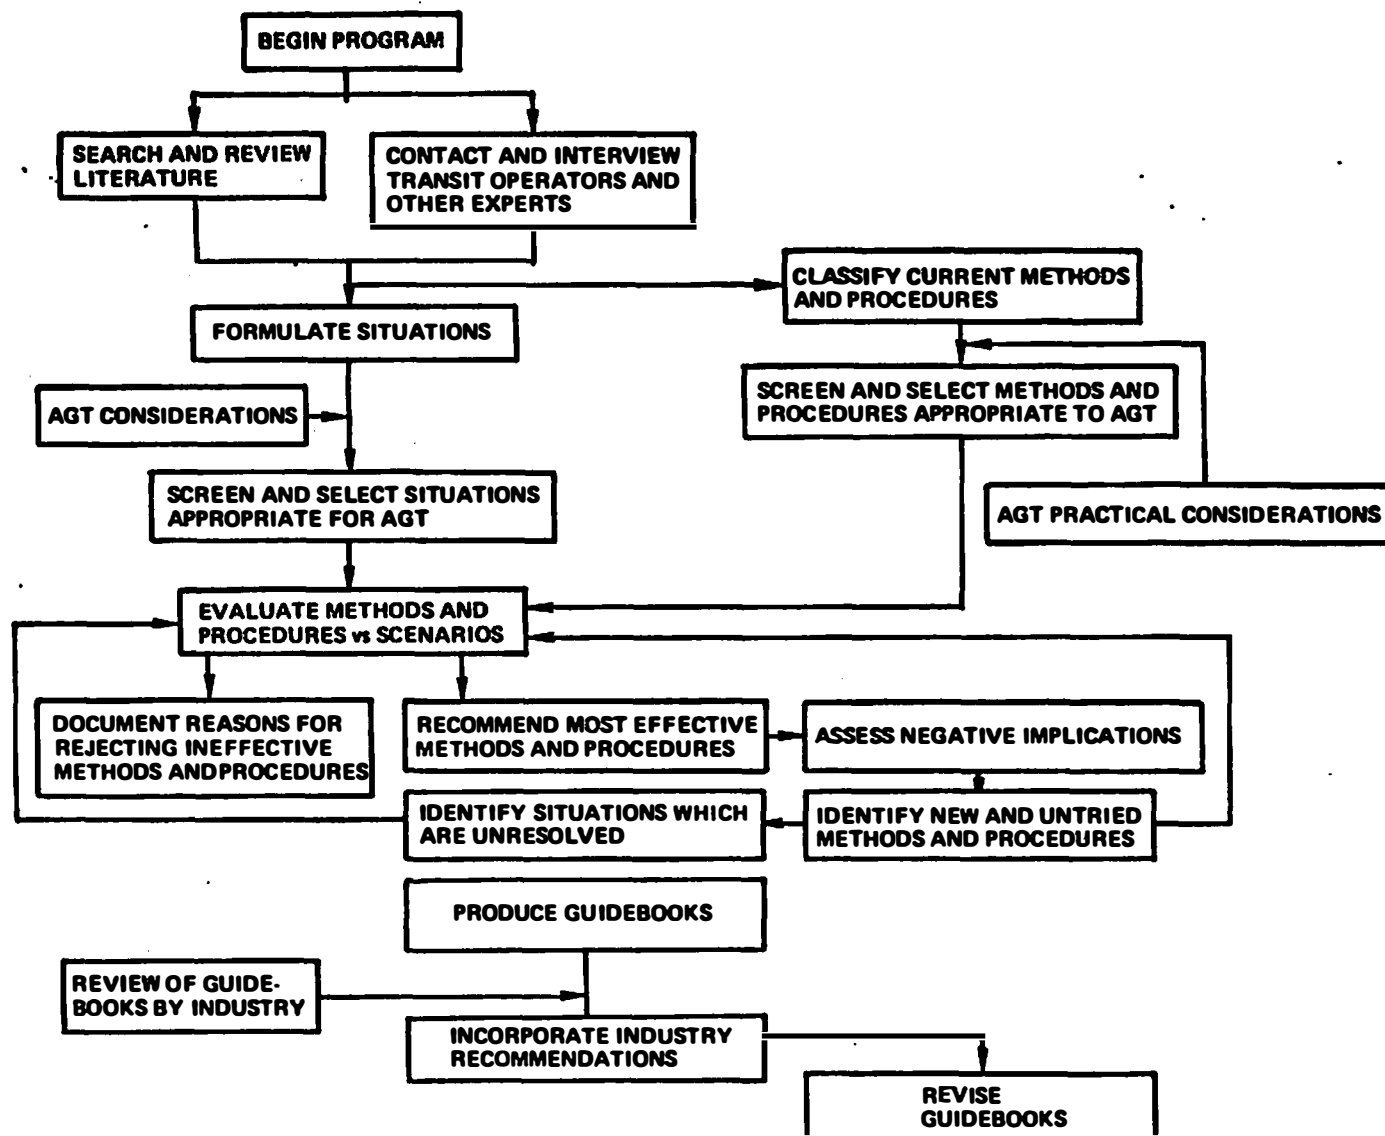 BEGIN PROGRAM
SEARCH AND REVIEW
LITERATURE
CONTACT AND INTERVIEW
TRANSIT OPERATORS AND
OTHER EXPERTS
CLASSIFY CURRENT METHODS
AND PROCEDURES
FORMULATE SITUATIONS
AGT CONSIDERATIONS
SCREEN AND SELECT METHODS AND
PROCEDURES APPROPRIATE TO AGT
SCREEN AND SELECT SITUATIONS
APPROPRIATE FOR AGT
AGT PRACTICAL CONSIDERATIONS
EVALUATE METHODS AND
PROCEDURES vs SCENARIOS
DOCUMENT REASONS FOR
REJECTING INEFFECTIVE
METHODS AND PROCEDURES
RECOMMEND MOST EFFECTIVE
METHODS AND PROCEDURES
ASSESS NEGATIVE IMPLICATIONS
IDENTIFY SITUATIONS WHICH
ARE UNRESOLVED
IDENTIFY NEW AND UNTRIED
METHODS AND PROCEDURES
PRODUCE GUIDEBOOKS
REVIEW OF GUIDE-
BOOKS BY INDUSTRY
INCORPORATE INDUSTRY
RECOMMENDATIONS
REVISE
GUIDEBOOKS